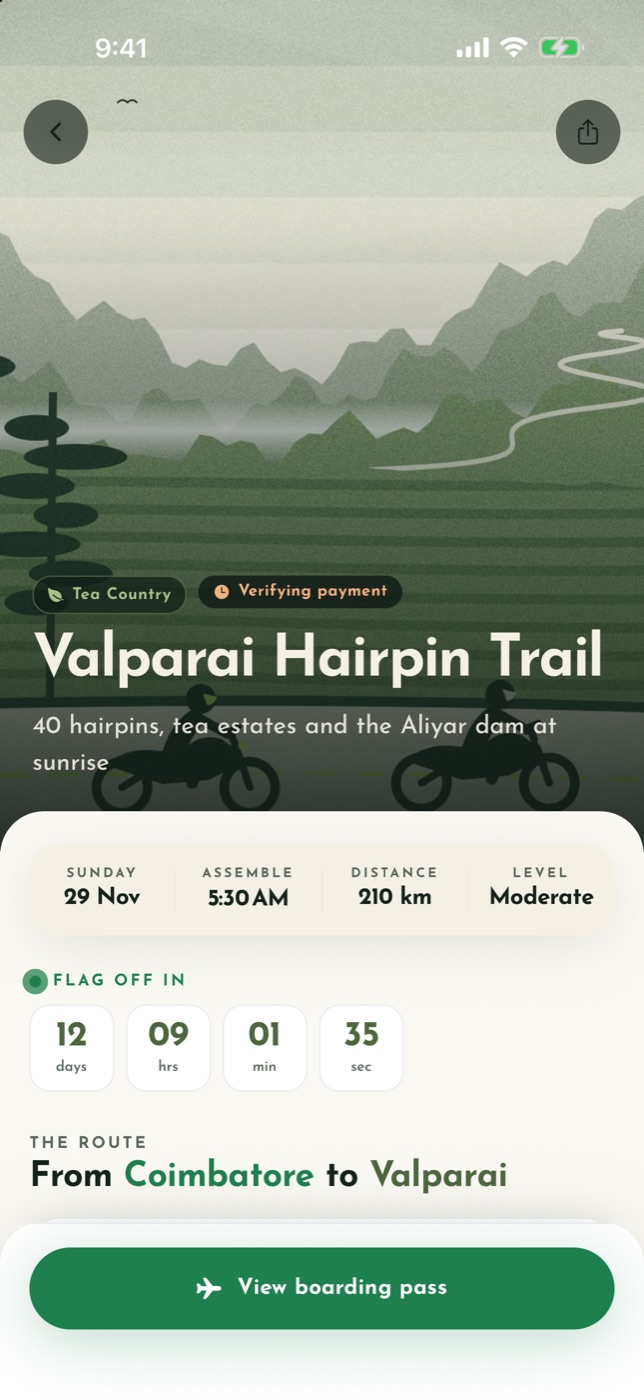 9:41
Tea Country
Verifying payment
Valparai Hairpin Trail
40 hairpins, tea estates and the Aliyar dam at
sunrise
SUNDAY
29 Nov
ASSEMBLE
5:30 AM
DISTANCE
210 km
LEVEL
Moderate
FLAG OFF IN
12
days
09
hrs
01
min
35
sec
THE ROUTE
From Coimbatore to Valparai
View boarding pass